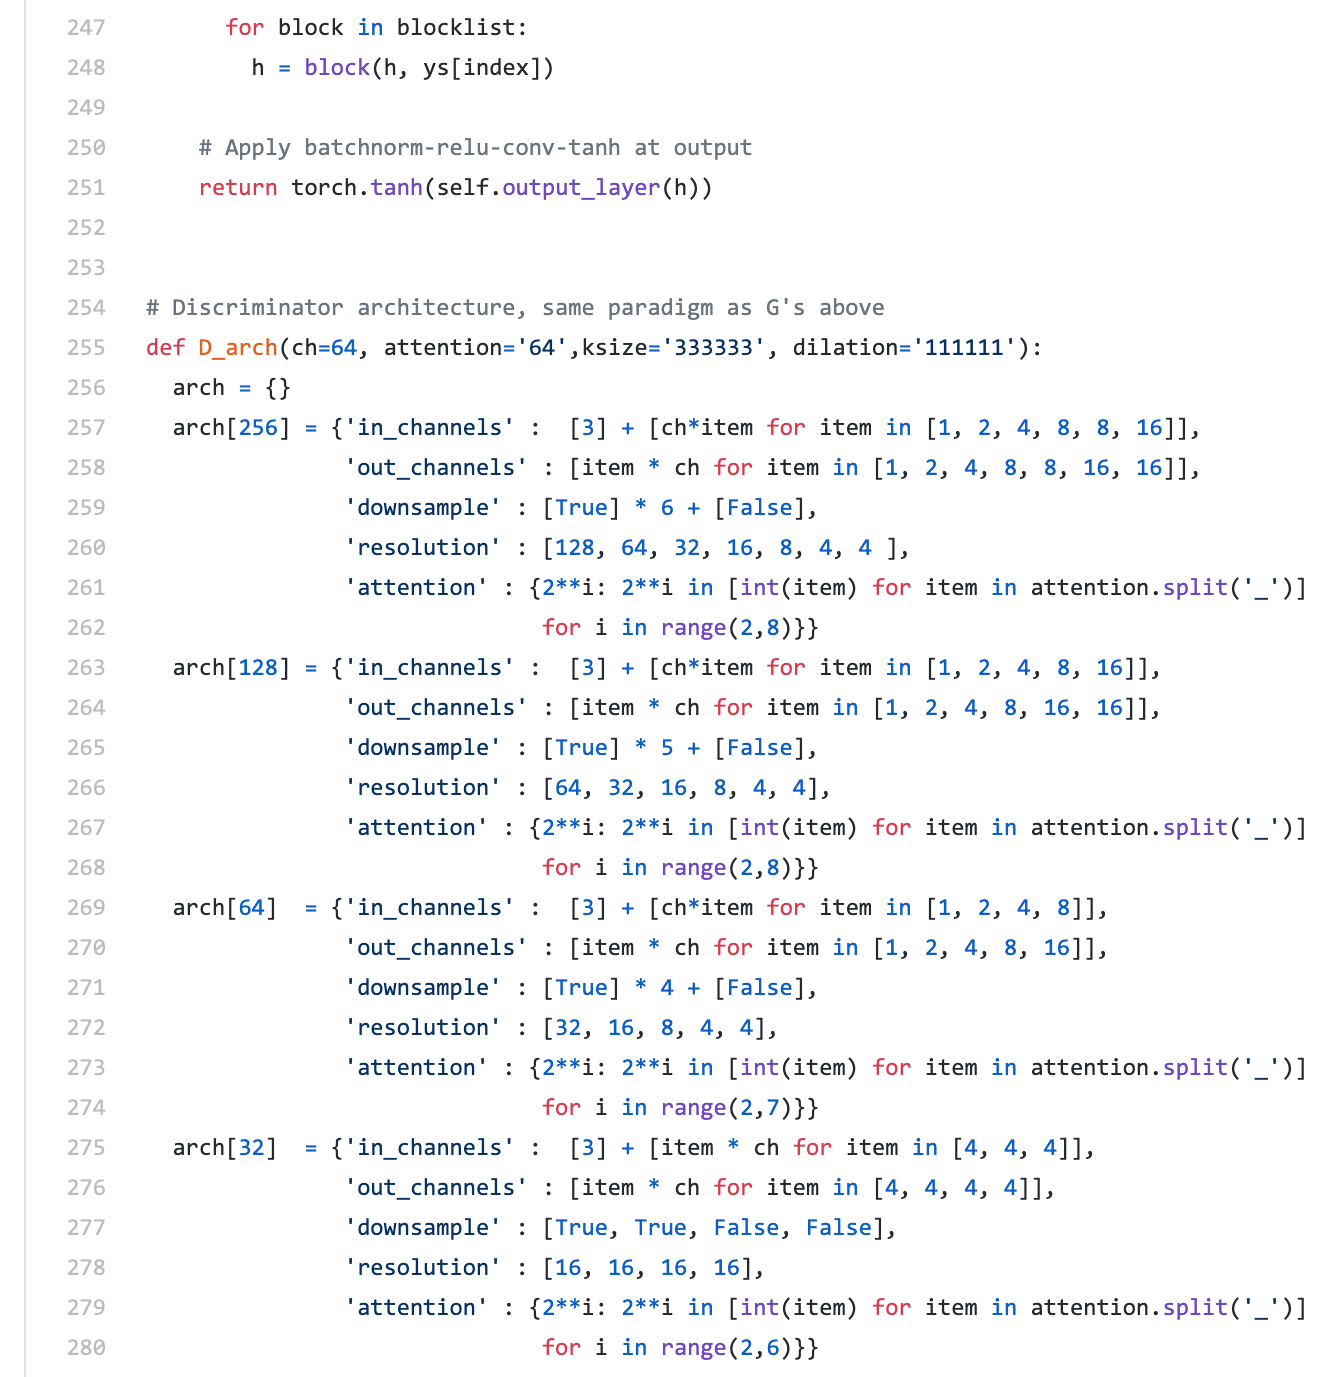 247         for block in blocklist:
248           h = block(h, ys[index])
249
250       # Apply batchnorm-relu-conv-tanh at output
251       return torch.tanh(self.output_layer(h))
252
253
254   # Discriminator architecture, same paradigm as G's above
255   def D_arch(ch=64, attention='64',ksize='333333', dilation='111111'):
256     arch = {}
257     arch[256] = {'in_channels' :  [3] + [ch*item for item in [1, 2, 4, 8, 8, 16]],
258                  'out_channels' : [item * ch for item in [1, 2, 4, 8, 8, 16, 16]],
259                  'downsample' : [True] * 6 + [False],
260                  'resolution' : [128, 64, 32, 16, 8, 4, 4 ],
261                  'attention' : {2**i: 2**i in [int(item) for item in attention.split('_')]
262                                 for i in range(2,8)}}
263     arch[128] = {'in_channels' :  [3] + [ch*item for item in [1, 2, 4, 8, 16]],
264                  'out_channels' : [item * ch for item in [1, 2, 4, 8, 16, 16]],
265                  'downsample' : [True] * 5 + [False],
266                  'resolution' : [64, 32, 16, 8, 4, 4],
267                  'attention' : {2**i: 2**i in [int(item) for item in attention.split('_')]
268                                 for i in range(2,8)}}
269     arch[64]  = {'in_channels' :  [3] + [ch*item for item in [1, 2, 4, 8]],
270                  'out_channels' : [item * ch for item in [1, 2, 4, 8, 16]],
271                  'downsample' : [True] * 4 + [False],
272                  'resolution' : [32, 16, 8, 4, 4],
273                  'attention' : {2**i: 2**i in [int(item) for item in attention.split('_')]
274                                 for i in range(2,7)}}
275     arch[32]  = {'in_channels' :  [3] + [item * ch for item in [4, 4, 4]],
276                  'out_channels' : [item * ch for item in [4, 4, 4, 4]],
277                  'downsample' : [True, True, False, False],
278                  'resolution' : [16, 16, 16, 16],
279                  'attention' : {2**i: 2**i in [int(item) for item in attention.split('_')]
280                                 for i in range(2,6)}}